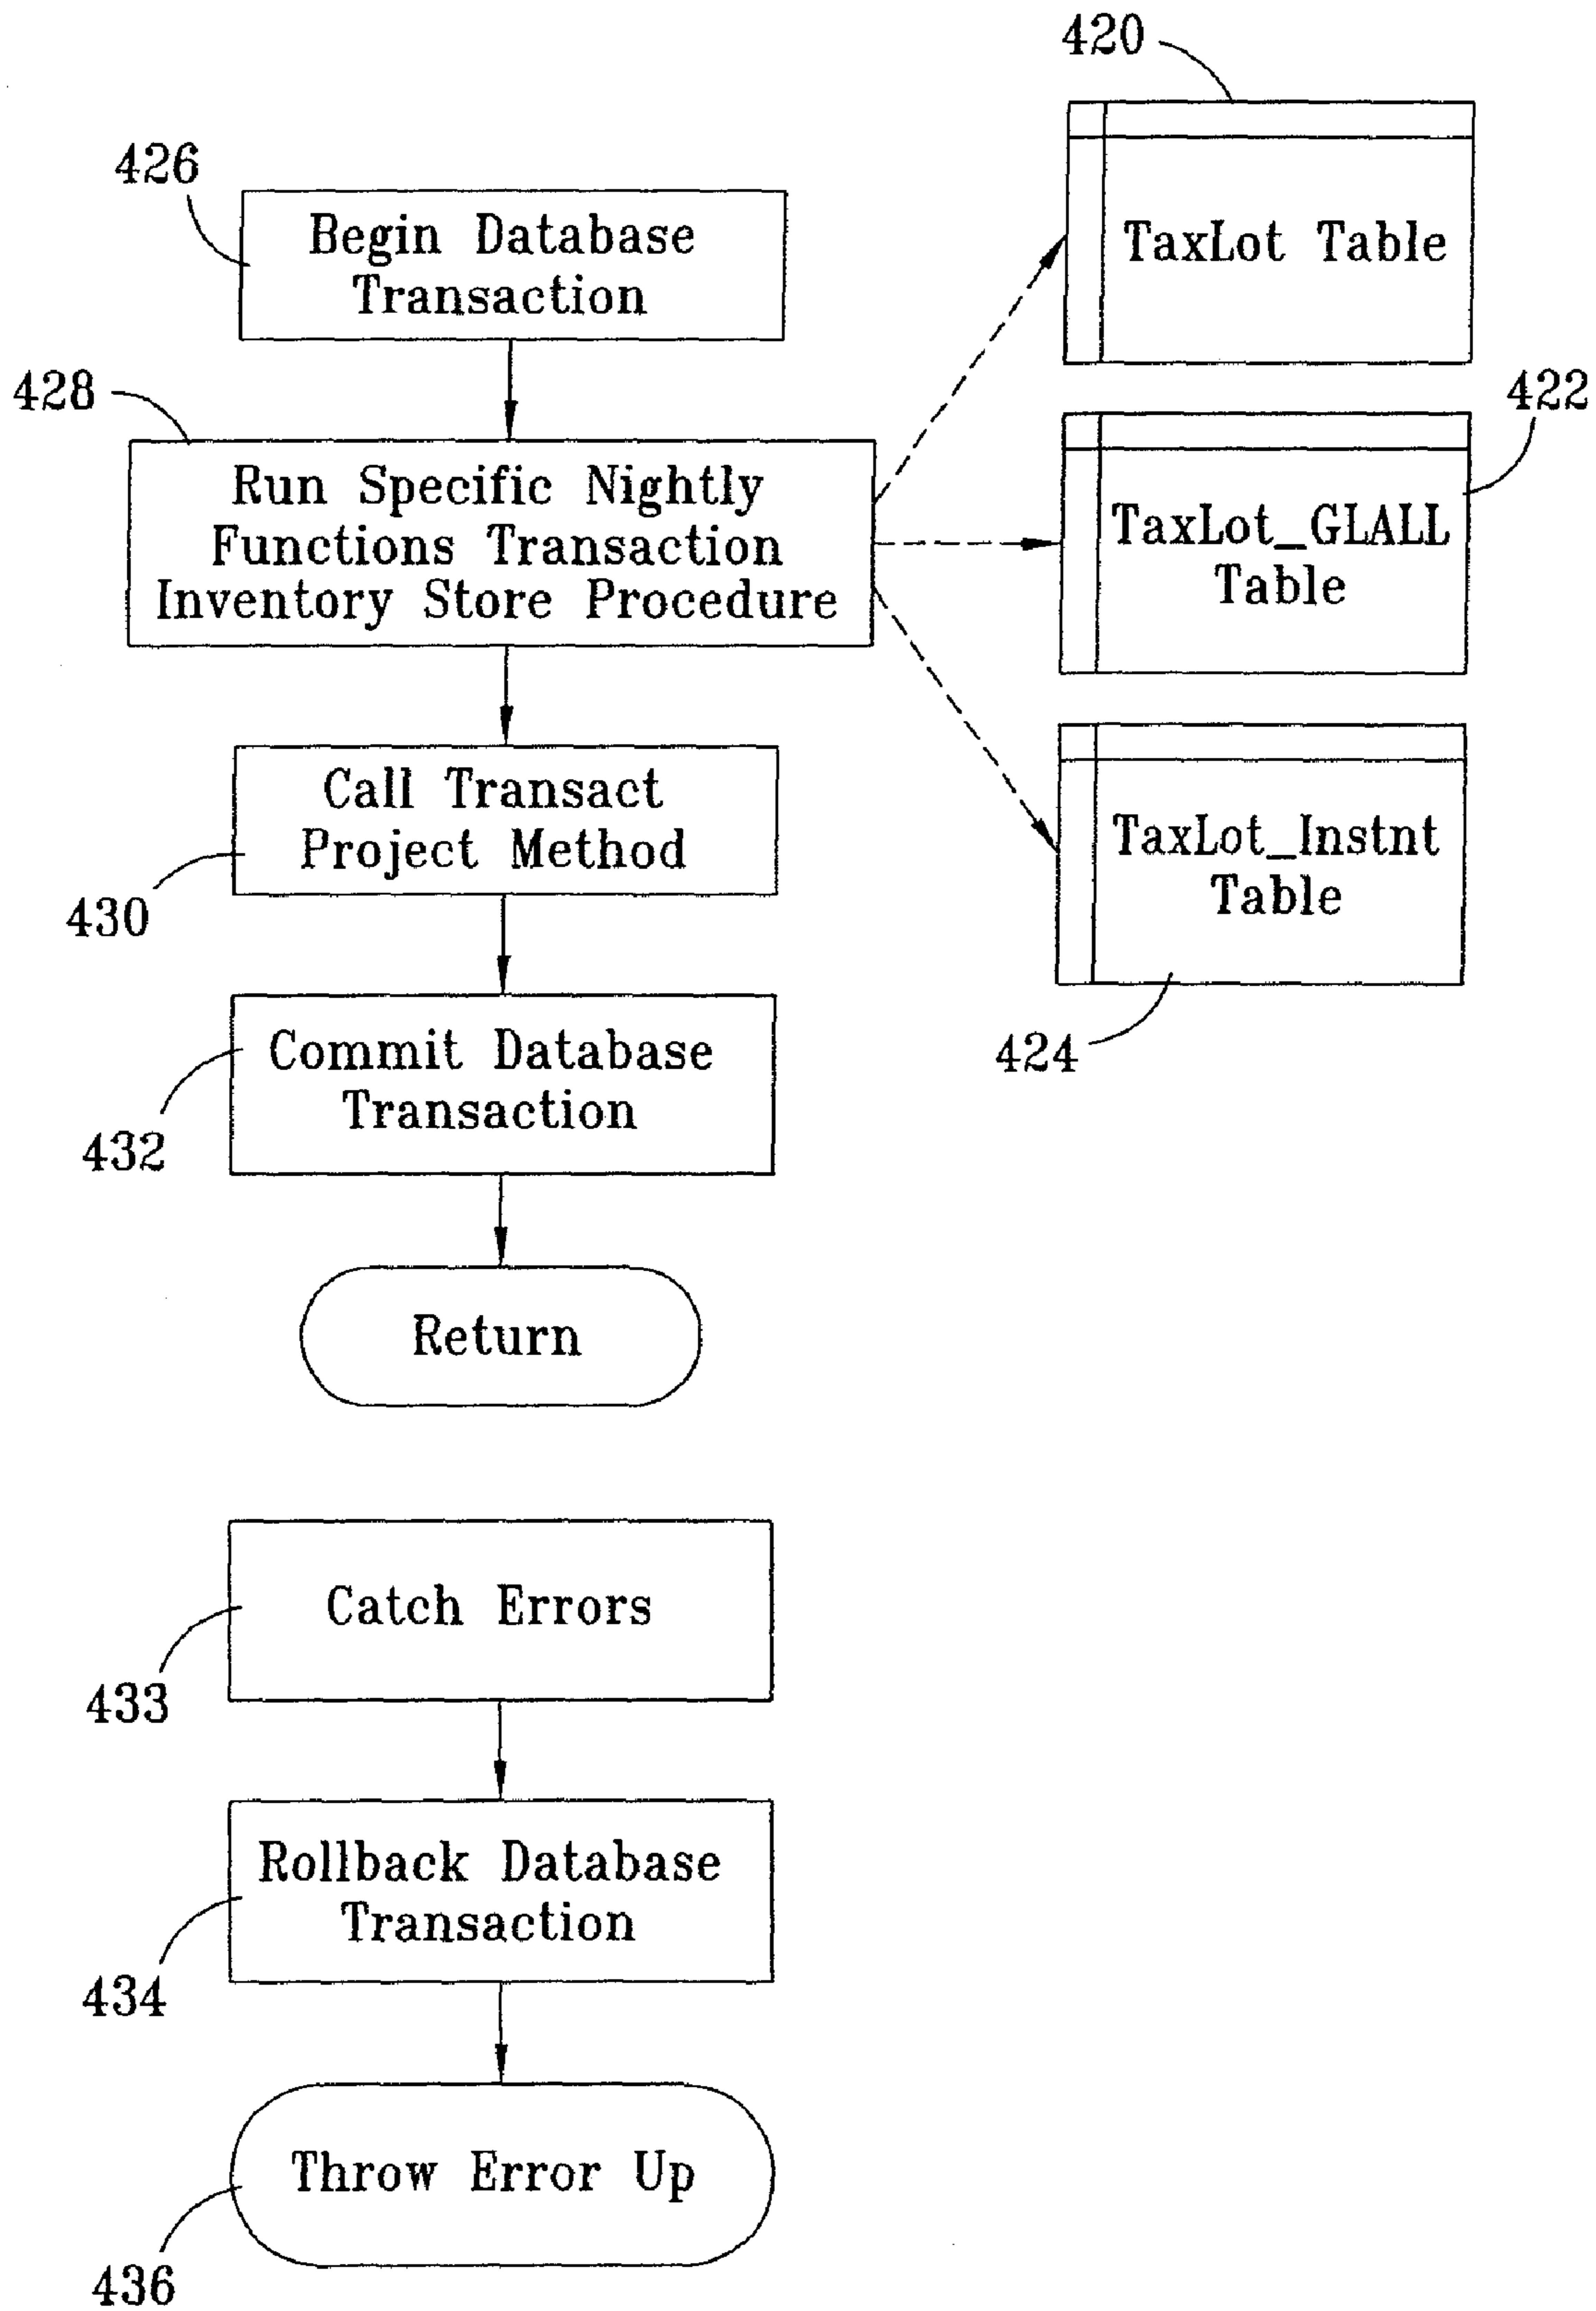 420
426
Begin Database
Transaction
TaxLot Table
428
Run Specific Nightly
Functions Transaction
Inventory Store Procedure
422
TaxLot_GLALL
Table
Call Transact
Project Method
430
TaxLot_Instnt
Table
424
Commit Database
Transaction
432
Return
Catch Errors
433
Rollback Database
Transaction
434
Throw Error Up
436